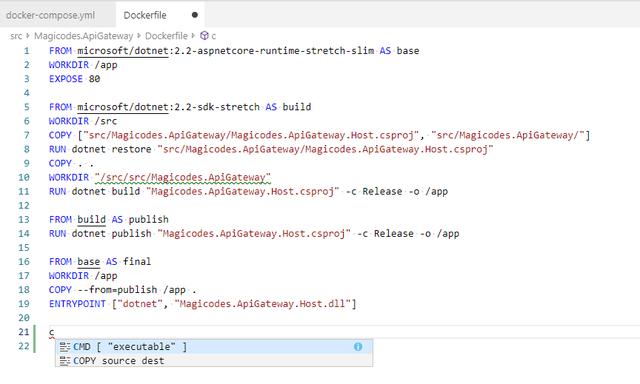 docker-compose.yml Dockerfile
src > Magicodes.ApiGateway > Dockerfile > c
1 FROM microsoft/dotnet:2.2-aspnetcore-runtime-stretch-slim AS base
2 WORKDIR /app
3 EXPOSE 80
4
5 FROM microsoft/dotnet:2.2-sdk-stretch AS build
6 WORKDIR /src
7 COPY ["src/Magicodes.ApiGateway/Magicodes.ApiGateway.Host.csproj", "src/Magicodes.ApiGateway/"]
8 RUN dotnet restore "src/Magicodes.ApiGateway/Magicodes.ApiGateway.Host.csproj"
9 COPY . .
10 WORKDIR "/src/src/Magicodes.ApiGateway"
11 RUN dotnet build "Magicodes.ApiGateway.Host.csproj" -c Release -o /app
12
13 FROM build AS publish
14 RUN dotnet publish "Magicodes.ApiGateway.Host.csproj" -c Release -o /app
15
16 FROM base AS final
17 WORKDIR /app
18 COPY --from=publish /app .
19 ENTRYPOINT ["dotnet", "Magicodes.ApiGateway.Host.dll"]
20
21 c
22 CMD [ "executable" ]
COPY source dest